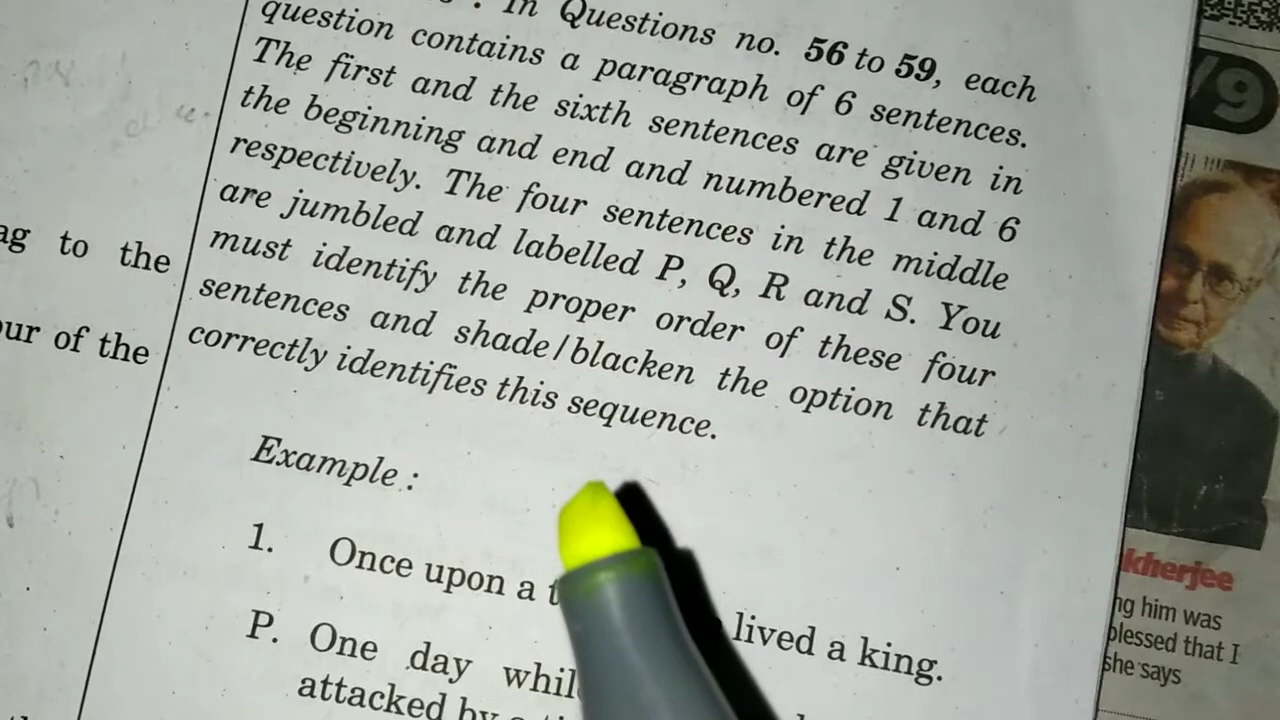 In Questions no. 56 to 59, each
question contains a paragraph of 6 sentences.
The first and the sixth sentences are given in
the beginning and end and numbered 1 and 6
respectively. The four sentences in the middle
are jumbled and labelled P, Q, R and S. You
must identify the proper order of these four
sentences and shade/blacken the option that
correctly identifies this sequence.
Example :
1. Once upon a lived a king.
P. One day
attacked by
to the
of the
9
kherjee
him was
blessed that I
she says